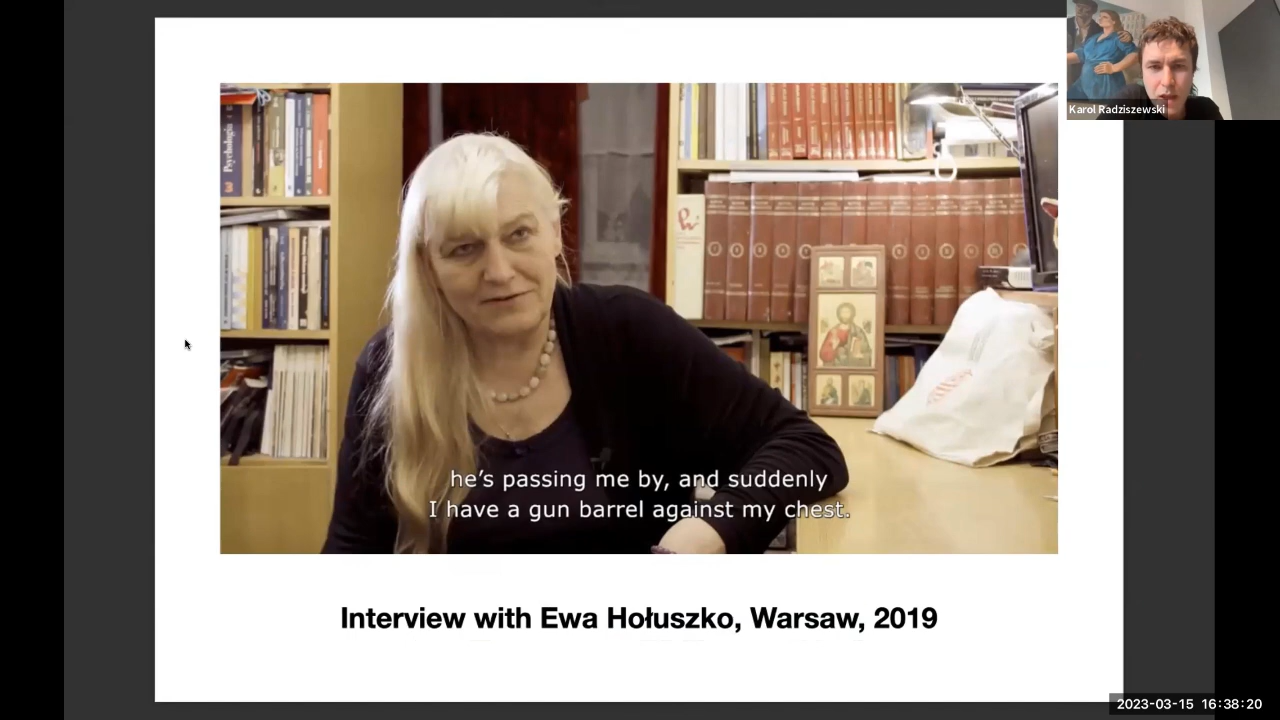 Karol Radziszewski
Psychologia
he's passing me by, and suddenly
I have a gun barrel against my chest.
Interview with Ewa Hołuszko, Warsaw, 2019
2023-03-15 16:38:20